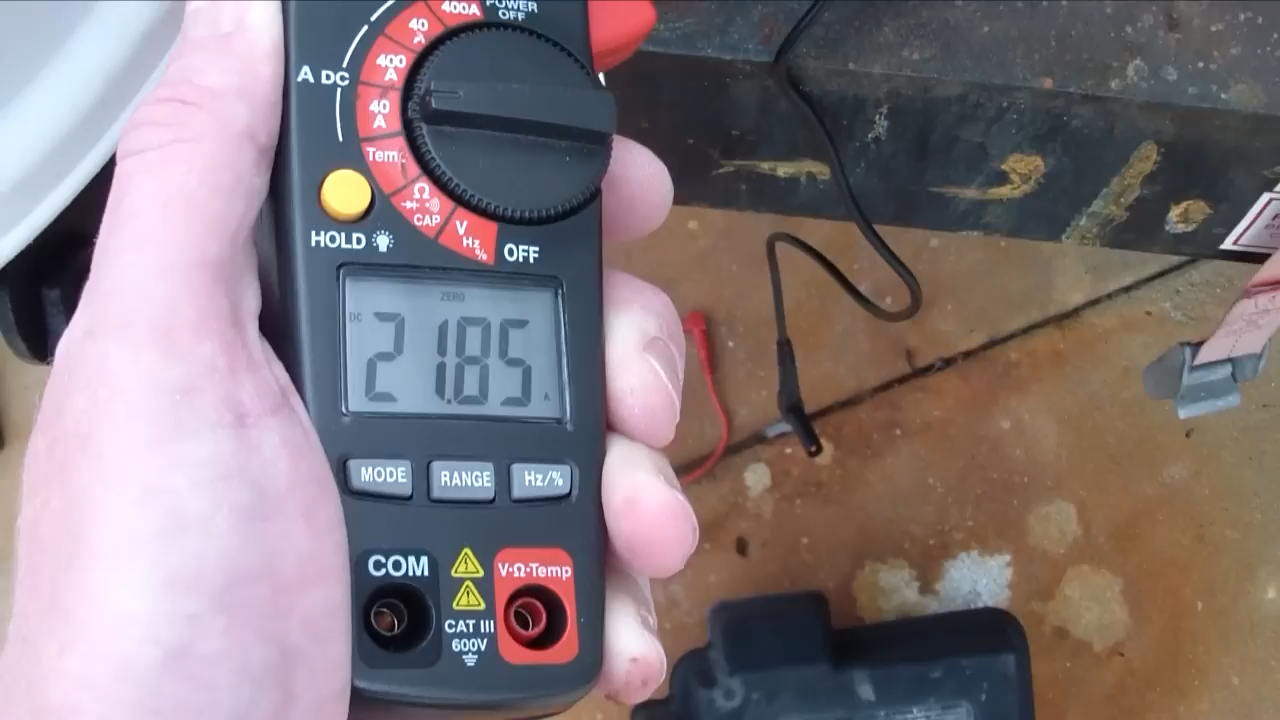 400A
POWER OFF
40
A
400
A
A DC
40
A
Temp
Ω
CAP
V
Hz
%
OFF
HOLD
ZERO
DC
21.85
A
MODE
RANGE
Hz/%
COM
V·Ω·Temp
CAT III
600V